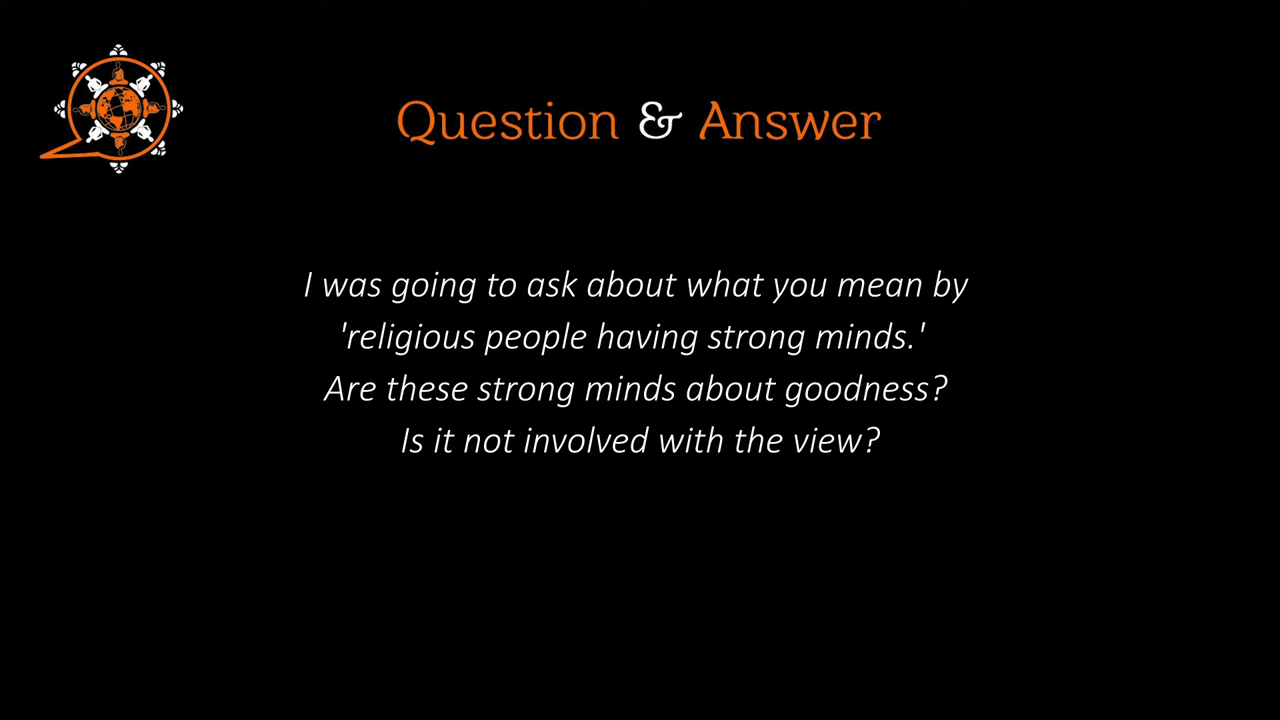 Question & Answer
I was going to ask about what you mean by
'religious people having strong minds.'
Are these strong minds about goodness?
Is it not involved with the view?